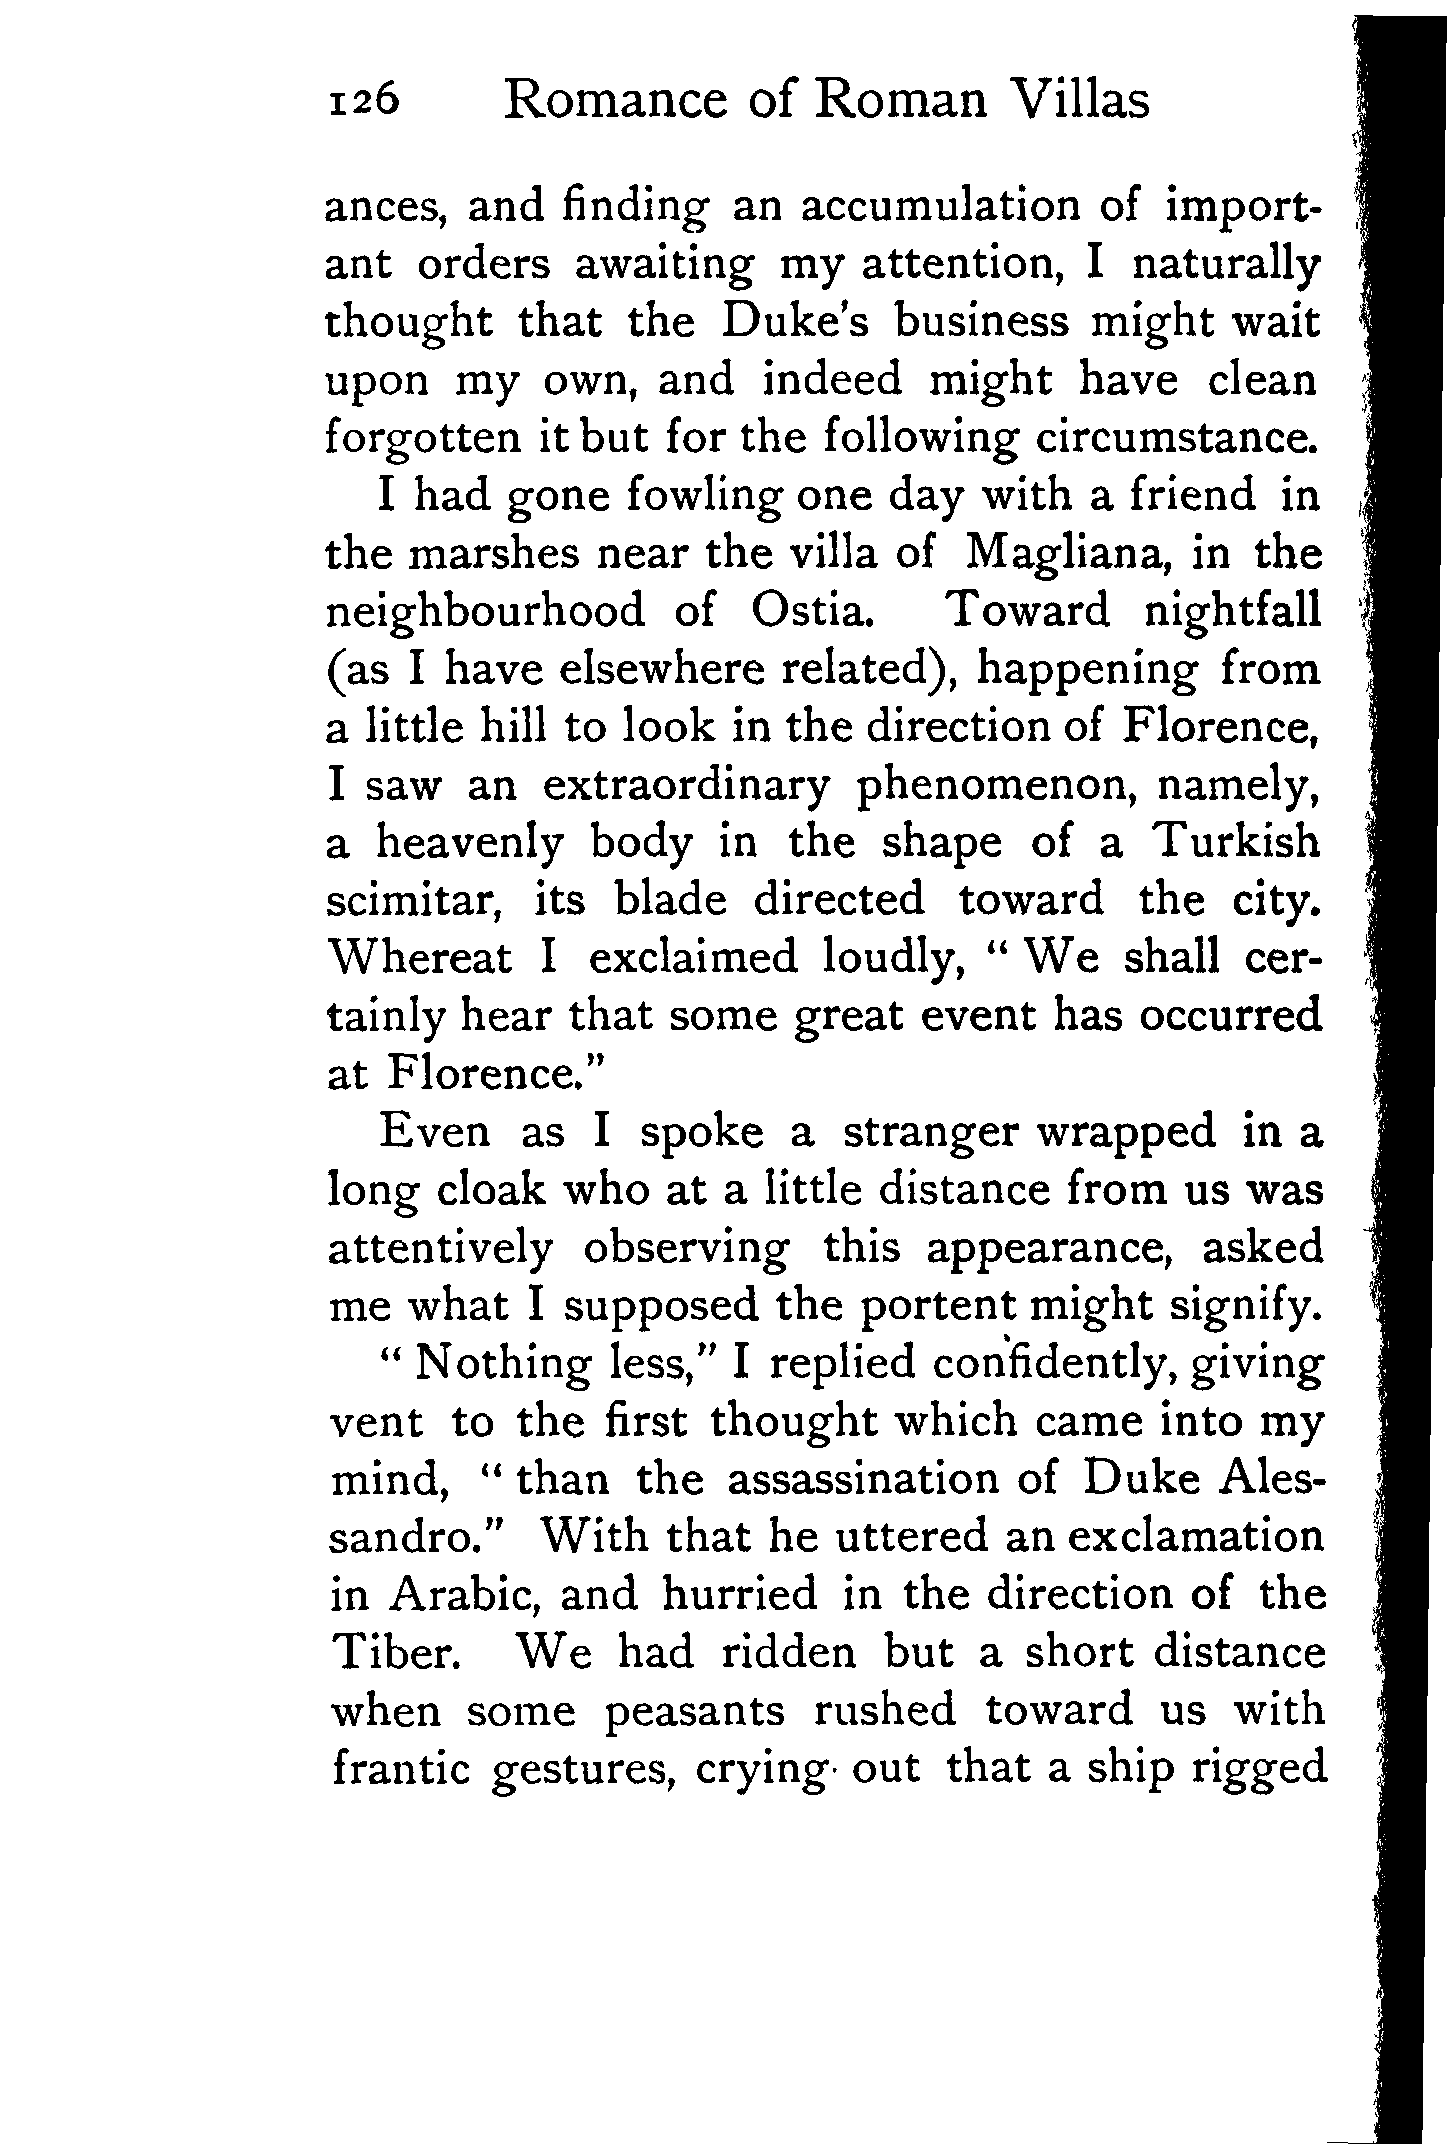 126 Romance of Roman Villas
ances, and finding an accumulation of import-
ant orders awaiting my attention, I naturally
thought that the Duke's business might wait
upon my own, and indeed might have clean
forgotten it but for the following circumstance.
I had gone fowling one day with a friend in
the marshes near the villa of Magliana, in the
neighbourhood of Ostia. Toward nightfall
(as I have elsewhere related), happening from
a little hill to look in the direction of Florence,
I saw an extraordinary phenomenon, namely,
a heavenly body in the shape of a Turkish
scimitar, its blade directed toward the city.
Whereat I exclaimed loudly, “ We shall cer-
tainly hear that some great event has occurred
at Florence.”
Even as I spoke a stranger wrapped in a
long cloak who at a little distance from us was
attentively observing this appearance, asked
me what I supposed the portent might signify.
“ Nothing less,” I replied confidently, giving
vent to the first thought which came into my
mind, “ than the assassination of Duke Ales-
sandro.” With that he uttered an exclamation
in Arabic, and hurried in the direction of the
Tiber. We had ridden but a short distance
when some peasants rushed toward us with
frantic gestures, crying out that a ship rigged